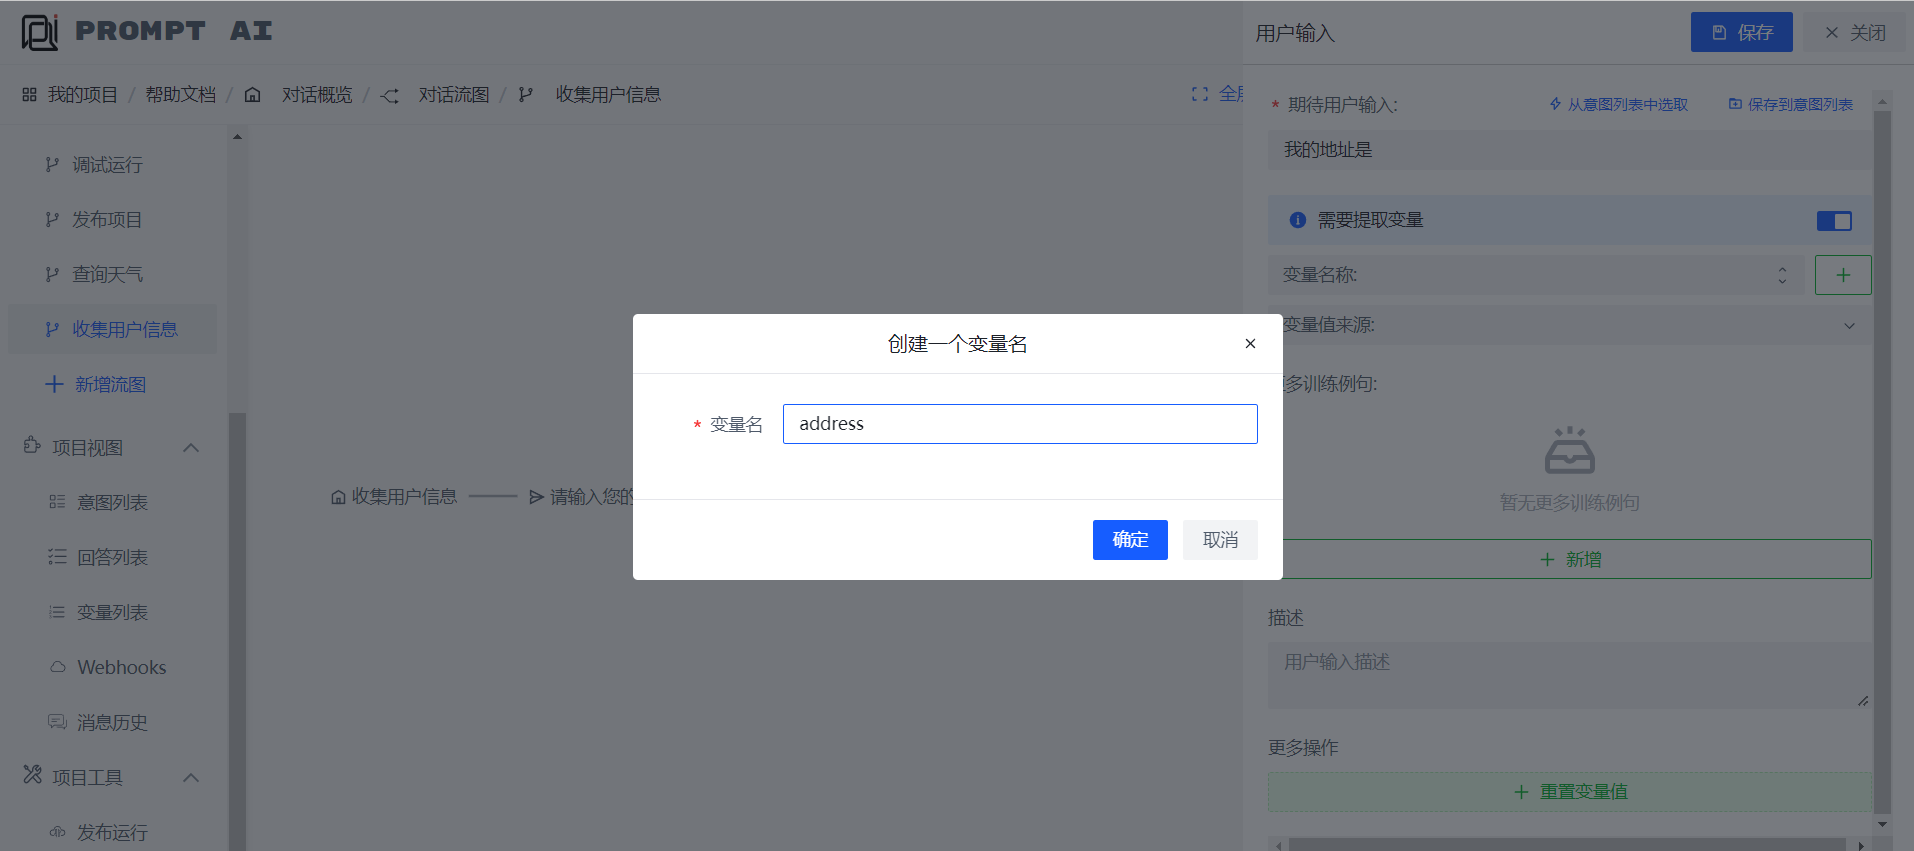 PROMPT AI
用户输入
保存
关闭
我的项目 / 帮助文档 / 对话概览 / 对话流图 / 收集用户信息
调试运行
发布项目
查询天气
收集用户信息
新增流图
项目视图
意图列表
回答列表
变量列表
Webhooks
消息历史
项目工具
发布运行
收集用户信息
请输入您的
创建一个变量名
* 变量名
address
确定
取消
* 期待用户输入:
从意图列表中选取
保存到意图列表
我的地址是
需要提取变量
变量名称:
变量值来源:
多训练例句:
暂无更多训练例句
新增
描述
用户输入描述
更多操作
重置变量值